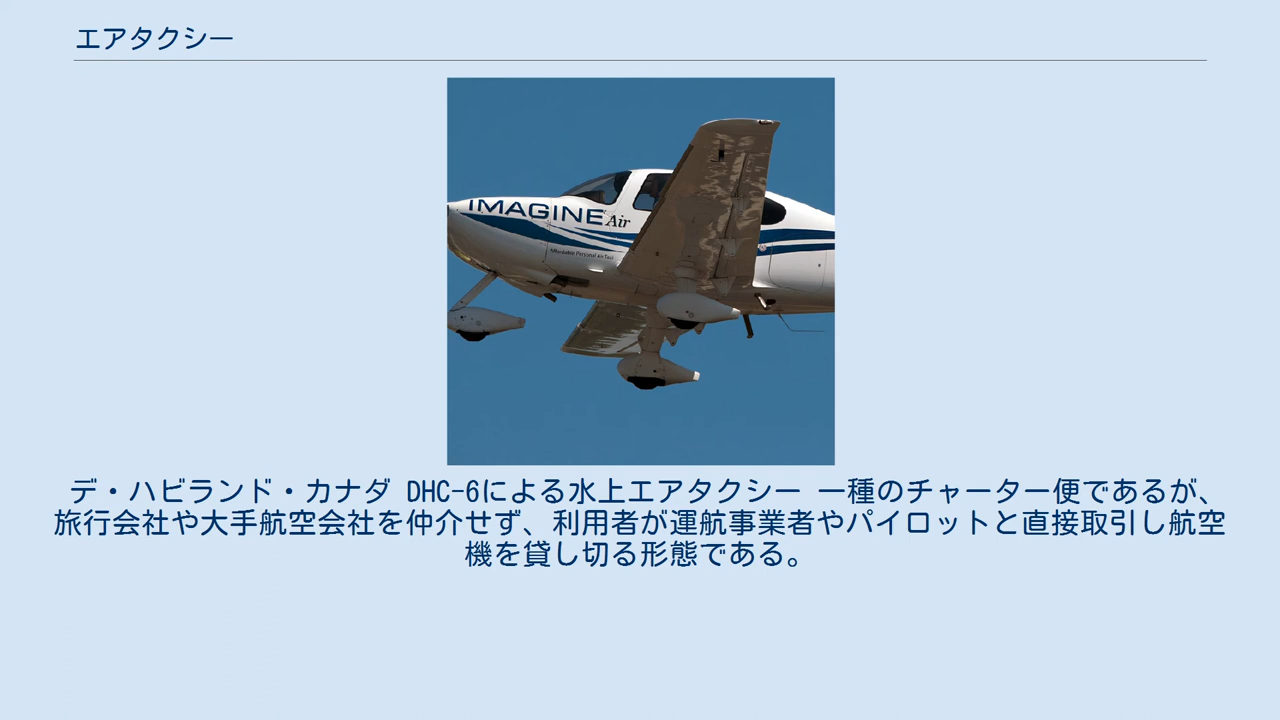 エアタクシー
IMAGINE Air
Affordable Personal Air Taxi
デ・ハビランド・カナダ DHC-6による水上エアタクシー 一種のチャーター便であるが、
旅行会社や大手航空会社を仲介せず、利用者が運航事業者やパイロットと直接取引し航空
機を貸し切る形態である。